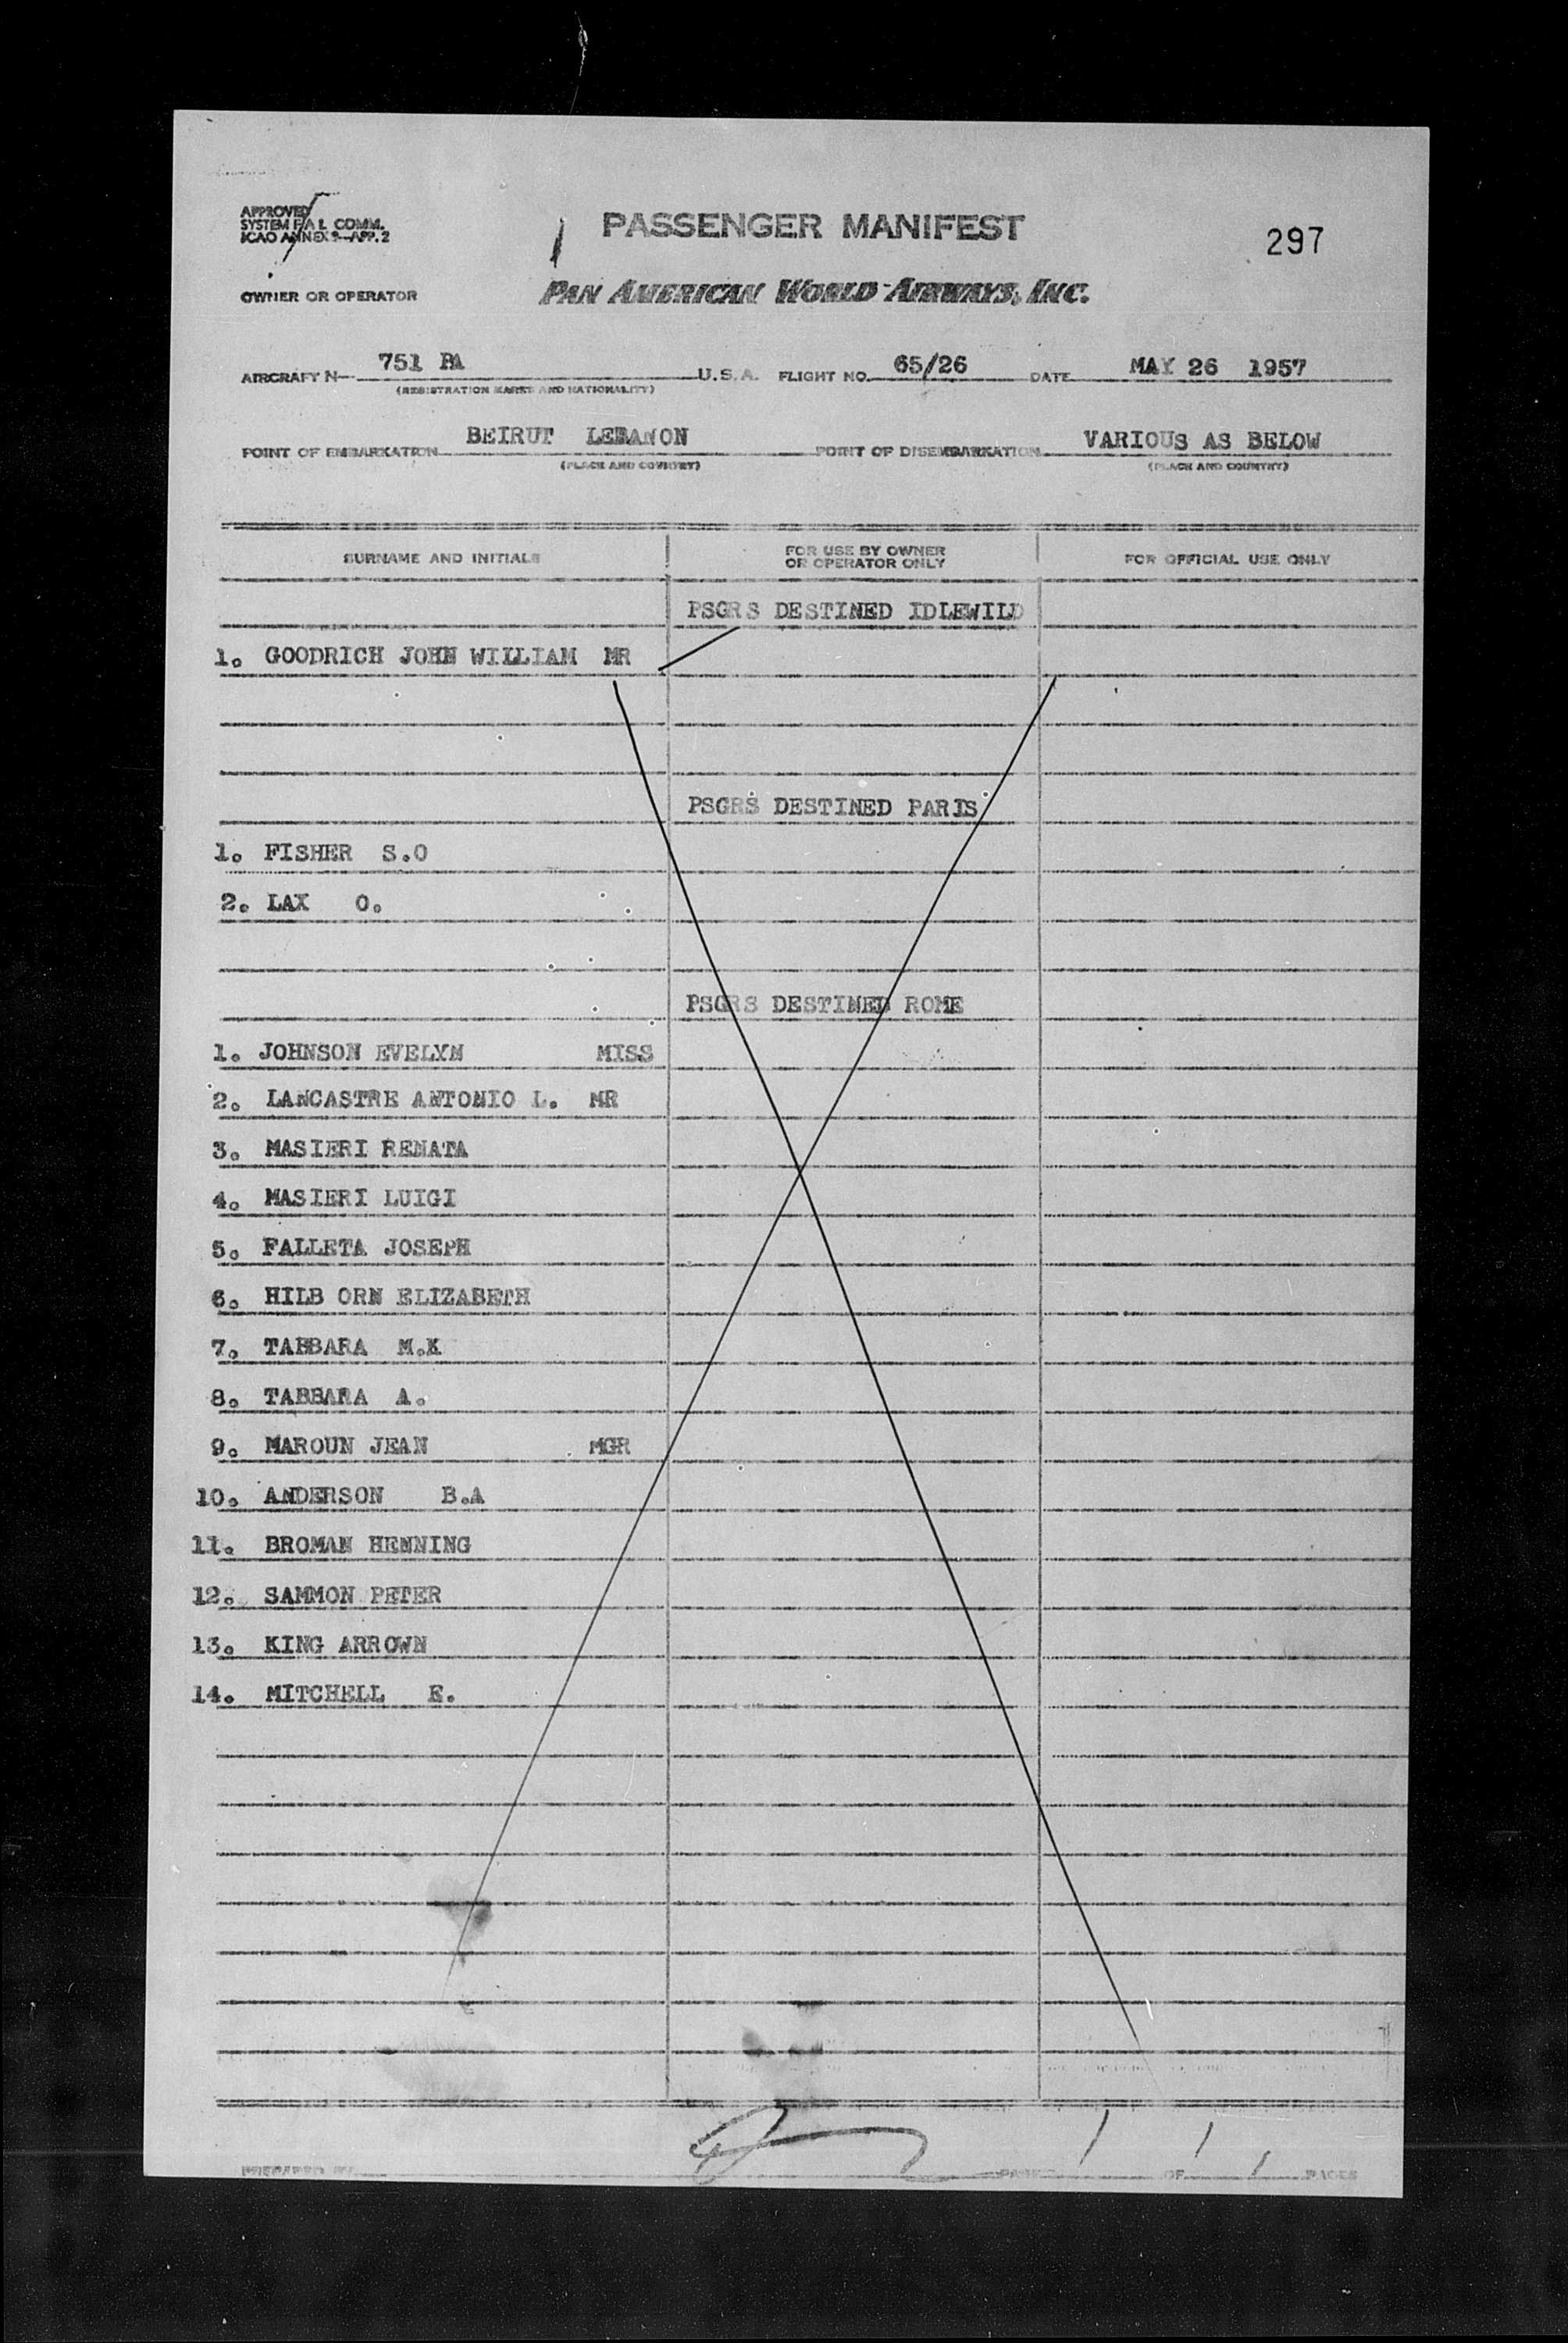 APPROVED
SYSTEM F A L COMM.
ICAO ANNEX 9—APP. 2
PASSENGER MANIFEST
297
OWNER OR OPERATOR
PAN AMERICAN WORLD AIRWAYS, INC.
AIRCRAFT N— 751 PA U.S.A. FLIGHT NO. 65/26 DATE MAY 26 1957
(REGISTRATION MARKS AND NATIONALITY)
POINT OF EMBARKATION BEIRUT LEBANON POINT OF DISEMBARKATION VARIOUS AS BELOW
(PLACE AND COUNTRY) (PLACE AND COUNTRY)
SURNAME AND INITIALS FOR USE BY OWNER OR OPERATOR ONLY FOR OFFICIAL USE ONLY
PSGRS DESTINED IDLEWILD
1. GOODRICH JOHN WILLIAM MR
PSGRS DESTINED PARIS
1. FISHER S.O
2. LAX O.
PSGRS DESTINED ROME
1. JOHNSON EVELYN MISS
2. LANCASTRE ANTONIO L. MR
3. MASIERI RENATA
4. MASIERI LUIGI
5. FALLETA JOSEPH
6. HILB ORN ELIZABETH
7. TABBARA M.K
8. TABBARA A.
9. MAROUN JEAN MGR
10. ANDERSON B.A
11. BROMAN HENNING
12. SAMMON PETER
13. KING ARROWN
14. MITCHELL E.
PREPARED BY PAGE 1 OF 1 PAGES